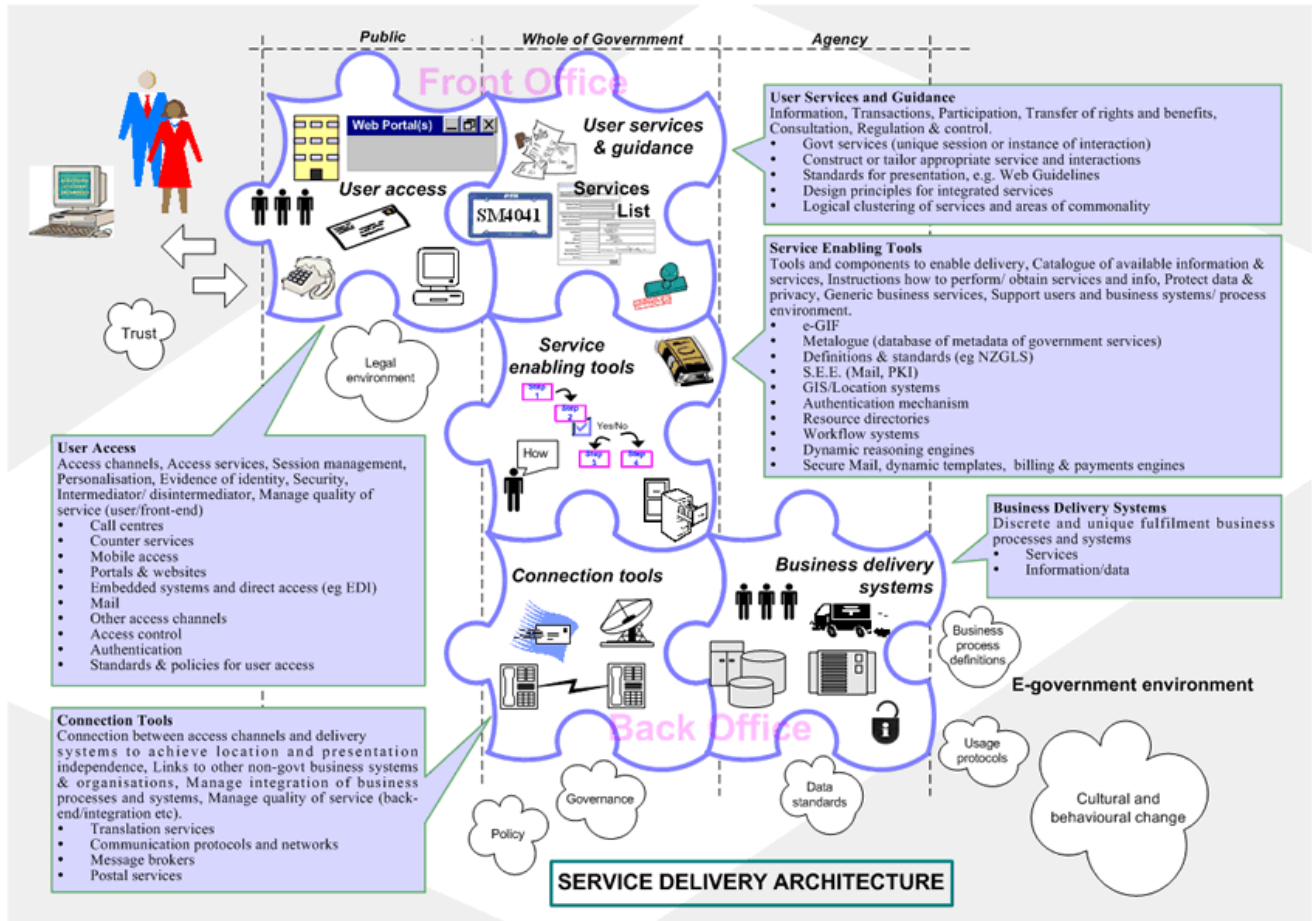 Public
Whole of Government
Agency
Front Office
Web Portal(s)
User access
User services
& guidance
Services
List
SM4041
Trust
Legal
environment
Service
enabling tools
Step
1
Step
2
Yes/No
Step
3
Step
4
How
Connection tools
Business delivery
systems
Back Office
User Services and Guidance
Information, Transactions, Participation, Transfer of rights and benefits,
Consultation, Regulation & control.
• Govt services (unique session or instance of interaction)
• Construct or tailor appropriate service and interactions
• Standards for presentation, e.g. Web Guidelines
• Design principles for integrated services
• Logical clustering of services and areas of commonality
Service Enabling Tools
Tools and components to enable delivery, Catalogue of available information &
services, Instructions how to perform/ obtain services and info, Protect data &
privacy, Generic business services, Support users and business systems/ process
environment.
• e-GIF
• Metalogue (database of metadata of government services)
• Definitions & standards (eg NZGLS)
• S.E.E. (Mail, PKI)
• GIS/Location systems
• Authentication mechanism
• Resource directories
• Workflow systems
• Dynamic reasoning engines
• Secure Mail, dynamic templates, billing & payments engines
User Access
Access channels, Access services, Session management,
Personalisation, Evidence of identity, Security,
Intermediator/ disintermediator, Manage quality of
service (user/front-end)
• Call centres
• Counter services
• Mobile access
• Portals & websites
• Embedded systems and direct access (eg EDI)
• Mail
• Other access channels
• Access control
• Authentication
• Standards & policies for user access
Business Delivery Systems
Discrete and unique fulfilment business
processes and systems
• Services
• Information/data
Connection Tools
Connection between access channels and delivery
systems to achieve location and presentation
independence, Links to other non-govt business systems
& organisations, Manage integration of business
processes and systems, Manage quality of service (back-
end/integration etc).
• Translation services
• Communication protocols and networks
• Message brokers
• Postal services
Business
process
definitions
E-government environment
Usage
protocols
Data
standards
Governance
Policy
Cultural and
behavioural change
SERVICE DELIVERY ARCHITECTURE